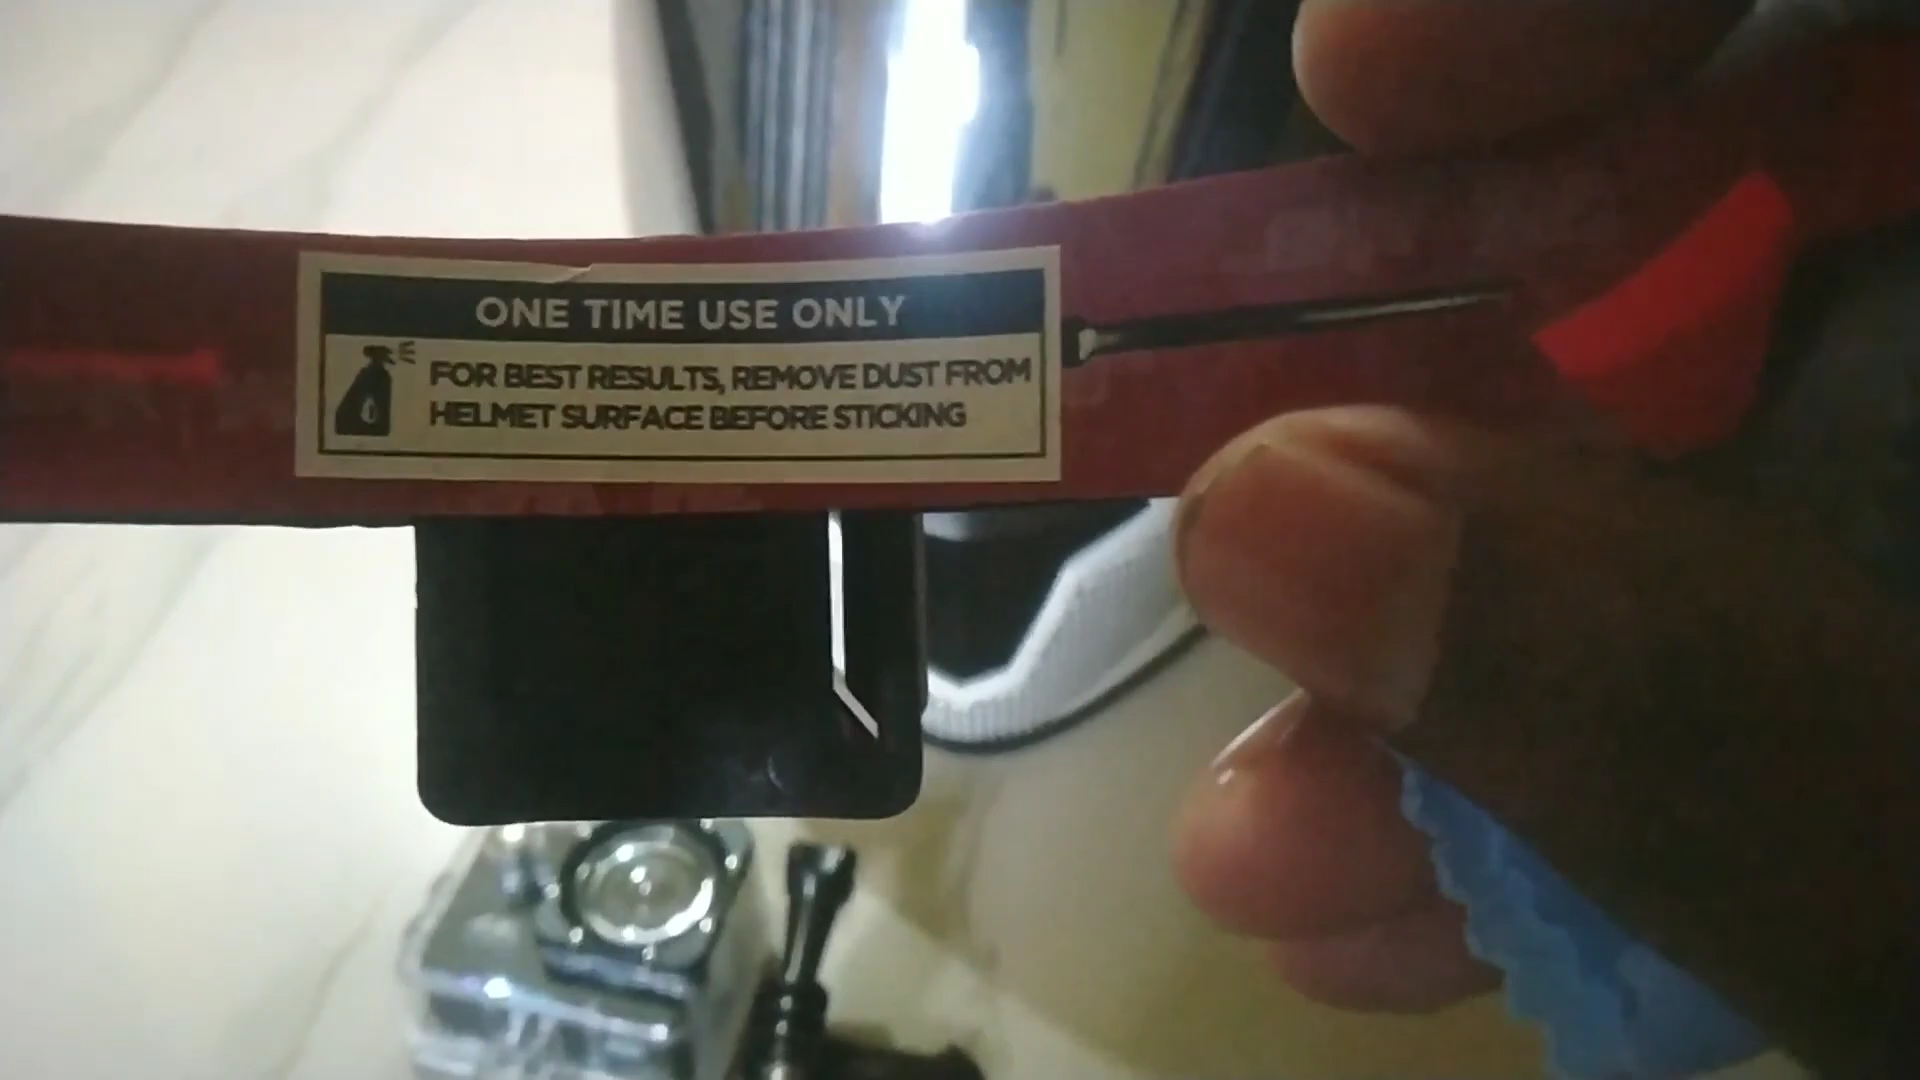 ONE TIME USE ONLY
FOR BEST RESULTS, REMOVE DUST FROM
HELMET SURFACE BEFORE STICKING